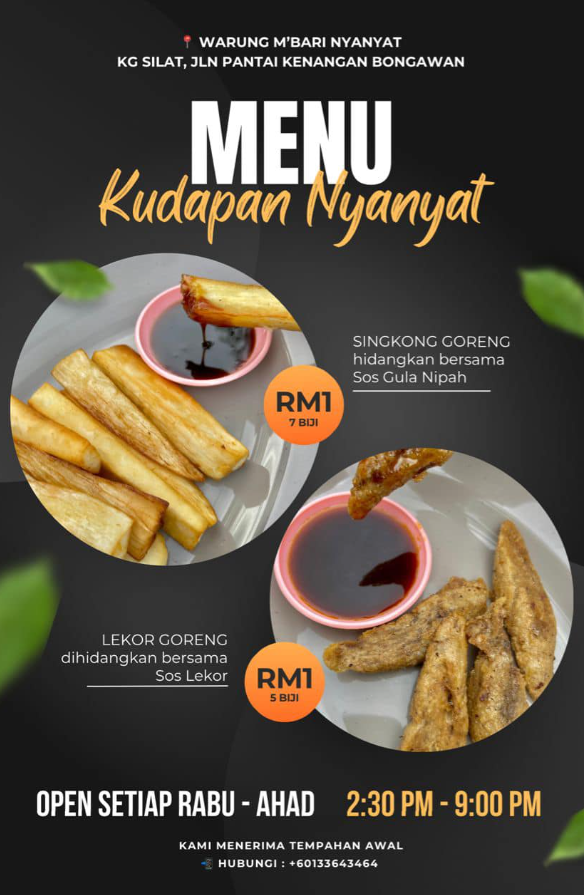 WARUNG M'BARI NYANYAT
KG SILAT, JLN PANTAI KENANGAN BONGAWAN
MENU
Kudapan Nyanyat
SINGKONG GORENG
hidangkan bersama
Sos Gula Nipah
RM1
7 BIJI
LEKOR GORENG
dihidangkan bersama
Sos Lekor
RM1
5 BIJI
OPEN SETIAP RABU - AHAD 2:30 PM - 9:00 PM
KAMI MENERIMA TEMPAHAN AWAL
HUBUNGI : +60133643464